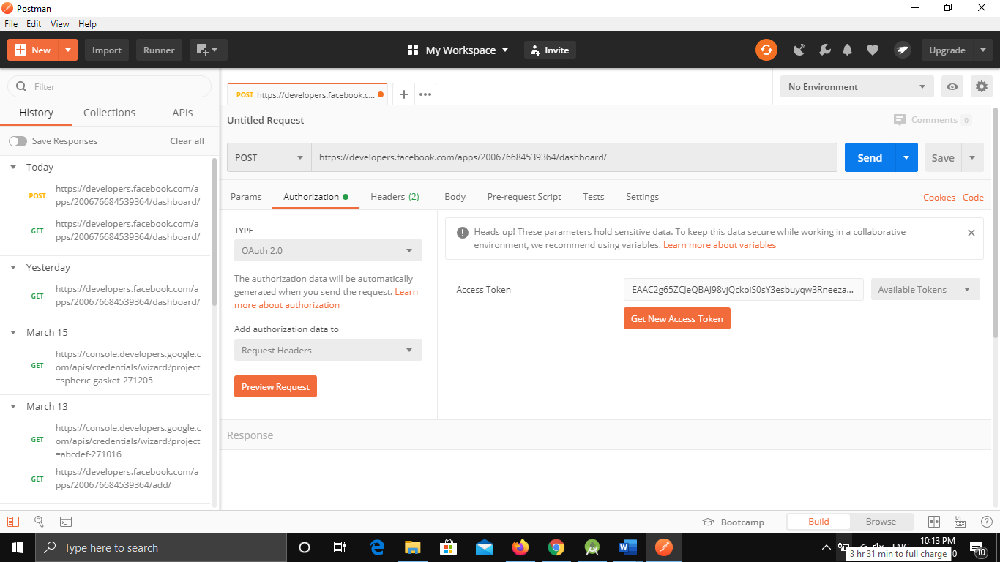 Postman
File Edit View Help
New
Import
Runner
My Workspace
Invite
Upgrade
Filter
History
Collections
APIs
Save Responses
Clear all
Today
POST
https://developers.facebook.com/a
pps/200676684539364/dashboard/
GET
https://developers.facebook.com/a
pps/200676684539364/dashboard/
Yesterday
GET
https://developers.facebook.com/a
pps/200676684539364/dashboard/
March 15
GET
https://console.developers.google.c
om/apis/credentials/wizard?project
=spheric-gasket-271205
March 13
GET
https://console.developers.google.c
om/apis/credentials/wizard?project
=abcdef-271016
GET
https://developers.facebook.com/a
pps/200676684539364/add/
POST https://developers.facebook.c...
No Environment
Untitled Request
Comments 0
POST
https://developers.facebook.com/apps/200676684539364/dashboard/
Send
Save
Params
Authorization
Headers (2)
Body
Pre-request Script
Tests
Settings
Cookies Code
TYPE
OAuth 2.0
The authorization data will be automatically
generated when you send the request. Learn
more about authorization
Add authorization data to
Request Headers
Preview Request
Heads up! These parameters hold sensitive data. To keep this data secure while working in a collaborative
environment, we recommend using variables. Learn more about variables
Access Token
EAAC2g65ZCJeQBAJ98vjQckoiS0sY3esbuyqw3Rneeza...
Available Tokens
Get New Access Token
Response
Bootcamp
Build
Browse
Type here to search
10:13 PM
3 hr 31 min to full charge
10